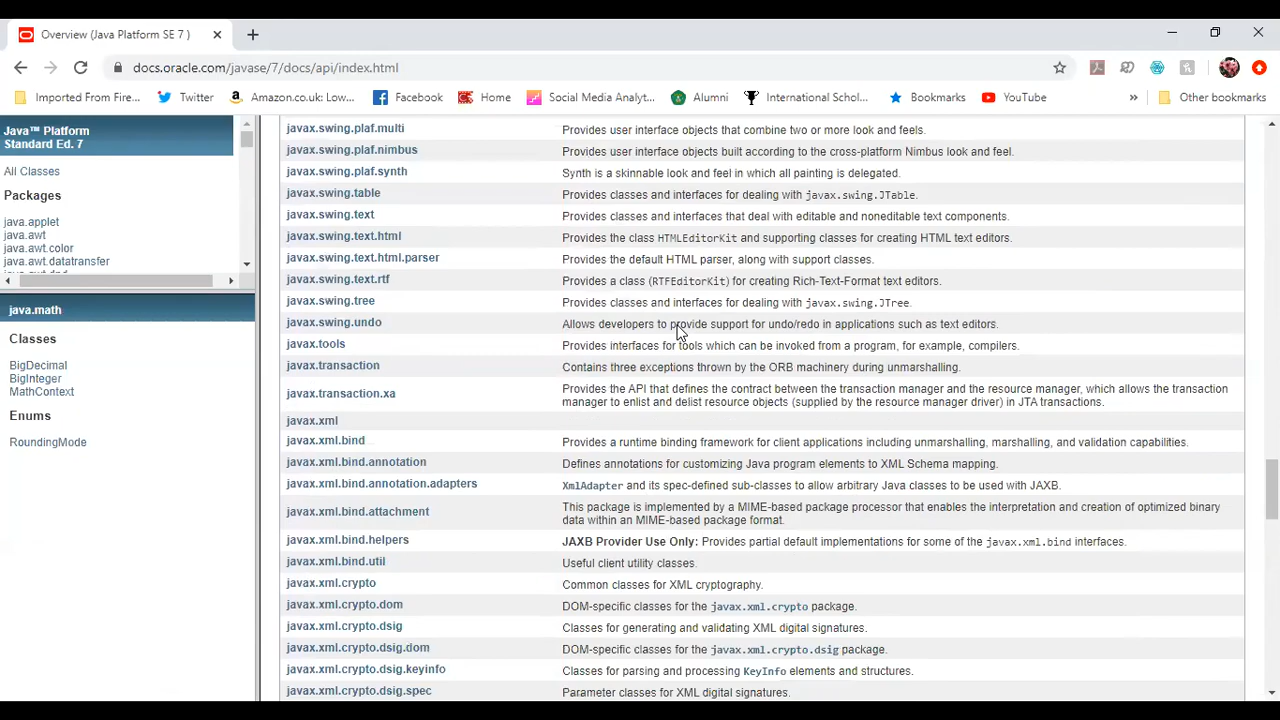 Overview (Java Platform SE 7 )
docs.oracle.com/javase/7/docs/api/index.html
Imported From Fire... Twitter Amazon.co.uk: Low... Facebook Home Social Media Analyt... Alumni International Schol... Bookmarks YouTube » Other bookmarks
Java™ Platform
Standard Ed. 7
All Classes
Packages
java.applet
java.awt
java.awt.color
java.awt.datatransfer
java.awt.dnd
java.math
Classes
BigDecimal
BigInteger
MathContext
Enums
RoundingMode
javax.swing.plaf.multi Provides user interface objects that combine two or more look and feels.
javax.swing.plaf.nimbus Provides user interface objects built according to the cross-platform Nimbus look and feel.
javax.swing.plaf.synth Synth is a skinnable look and feel in which all painting is delegated.
javax.swing.table Provides classes and interfaces for dealing with javax.swing.JTable.
javax.swing.text Provides classes and interfaces that deal with editable and noneditable text components.
javax.swing.text.html Provides the class HTMLEditorKit and supporting classes for creating HTML text editors.
javax.swing.text.html.parser Provides the default HTML parser, along with support classes.
javax.swing.text.rtf Provides a class (RTFEditorKit) for creating Rich-Text-Format text editors.
javax.swing.tree Provides classes and interfaces for dealing with javax.swing.JTree.
javax.swing.undo Allows developers to provide support for undo/redo in applications such as text editors.
javax.tools Provides interfaces for tools which can be invoked from a program, for example, compilers.
javax.transaction Contains three exceptions thrown by the ORB machinery during unmarshalling.
javax.transaction.xa Provides the API that defines the contract between the transaction manager and the resource manager, which allows the transaction
manager to enlist and delist resource objects (supplied by the resource manager driver) in JTA transactions.
javax.xml
javax.xml.bind Provides a runtime binding framework for client applications including unmarshalling, marshalling, and validation capabilities.
javax.xml.bind.annotation Defines annotations for customizing Java program elements to XML Schema mapping.
javax.xml.bind.annotation.adapters XmlAdapter and its spec-defined sub-classes to allow arbitrary Java classes to be used with JAXB.
javax.xml.bind.attachment This package is implemented by a MIME-based package processor that enables the interpretation and creation of optimized binary
data within an MIME-based package format.
javax.xml.bind.helpers JAXB Provider Use Only: Provides partial default implementations for some of the javax.xml.bind interfaces.
javax.xml.bind.util Useful client utility classes.
javax.xml.crypto Common classes for XML cryptography.
javax.xml.crypto.dom DOM-specific classes for the javax.xml.crypto package.
javax.xml.crypto.dsig Classes for generating and validating XML digital signatures.
javax.xml.crypto.dsig.dom DOM-specific classes for the javax.xml.crypto.dsig package.
javax.xml.crypto.dsig.keyinfo Classes for parsing and processing KeyInfo elements and structures.
javax.xml.crypto.dsig.spec Parameter classes for XML digital signatures.